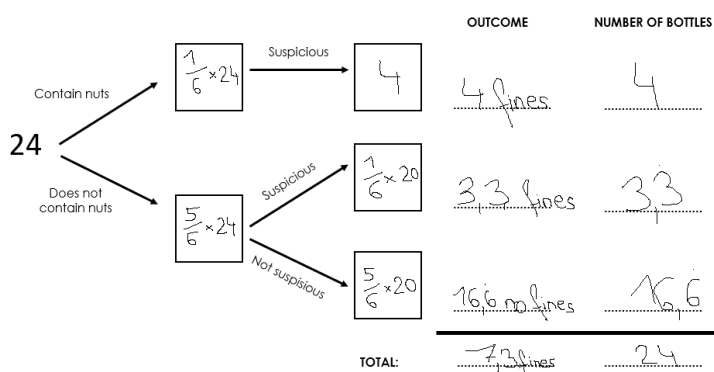 OUTCOME NUMBER OF BOTTLES
1/6 × 24 Suspicious 4 4 fines 4
Contain nuts
24
Does not
contain nuts
5/6 × 24 Suspicious 1/6 × 20 3,3 fines 3,3
Not suspisious 5/6 × 20 16,6 no fines 16,6
TOTAL: 7,3 fines 24